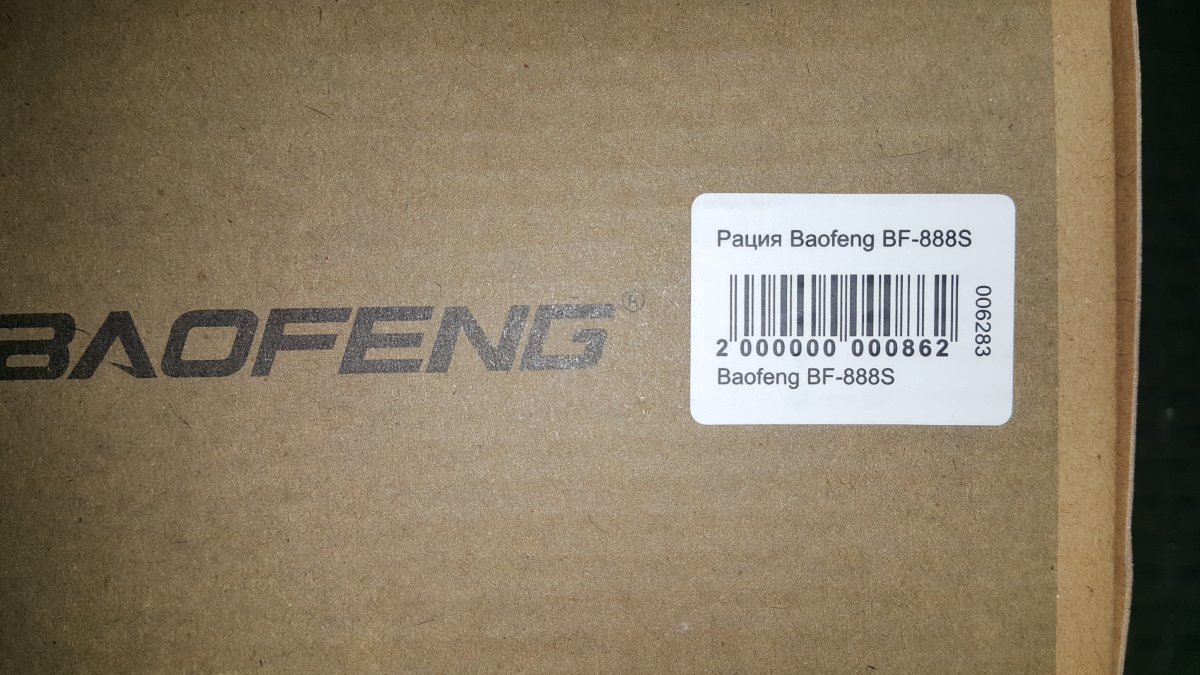 BAOFENG®
Рация Baofeng BF-888S
2 000000 000862
006283
Baofeng BF-888S